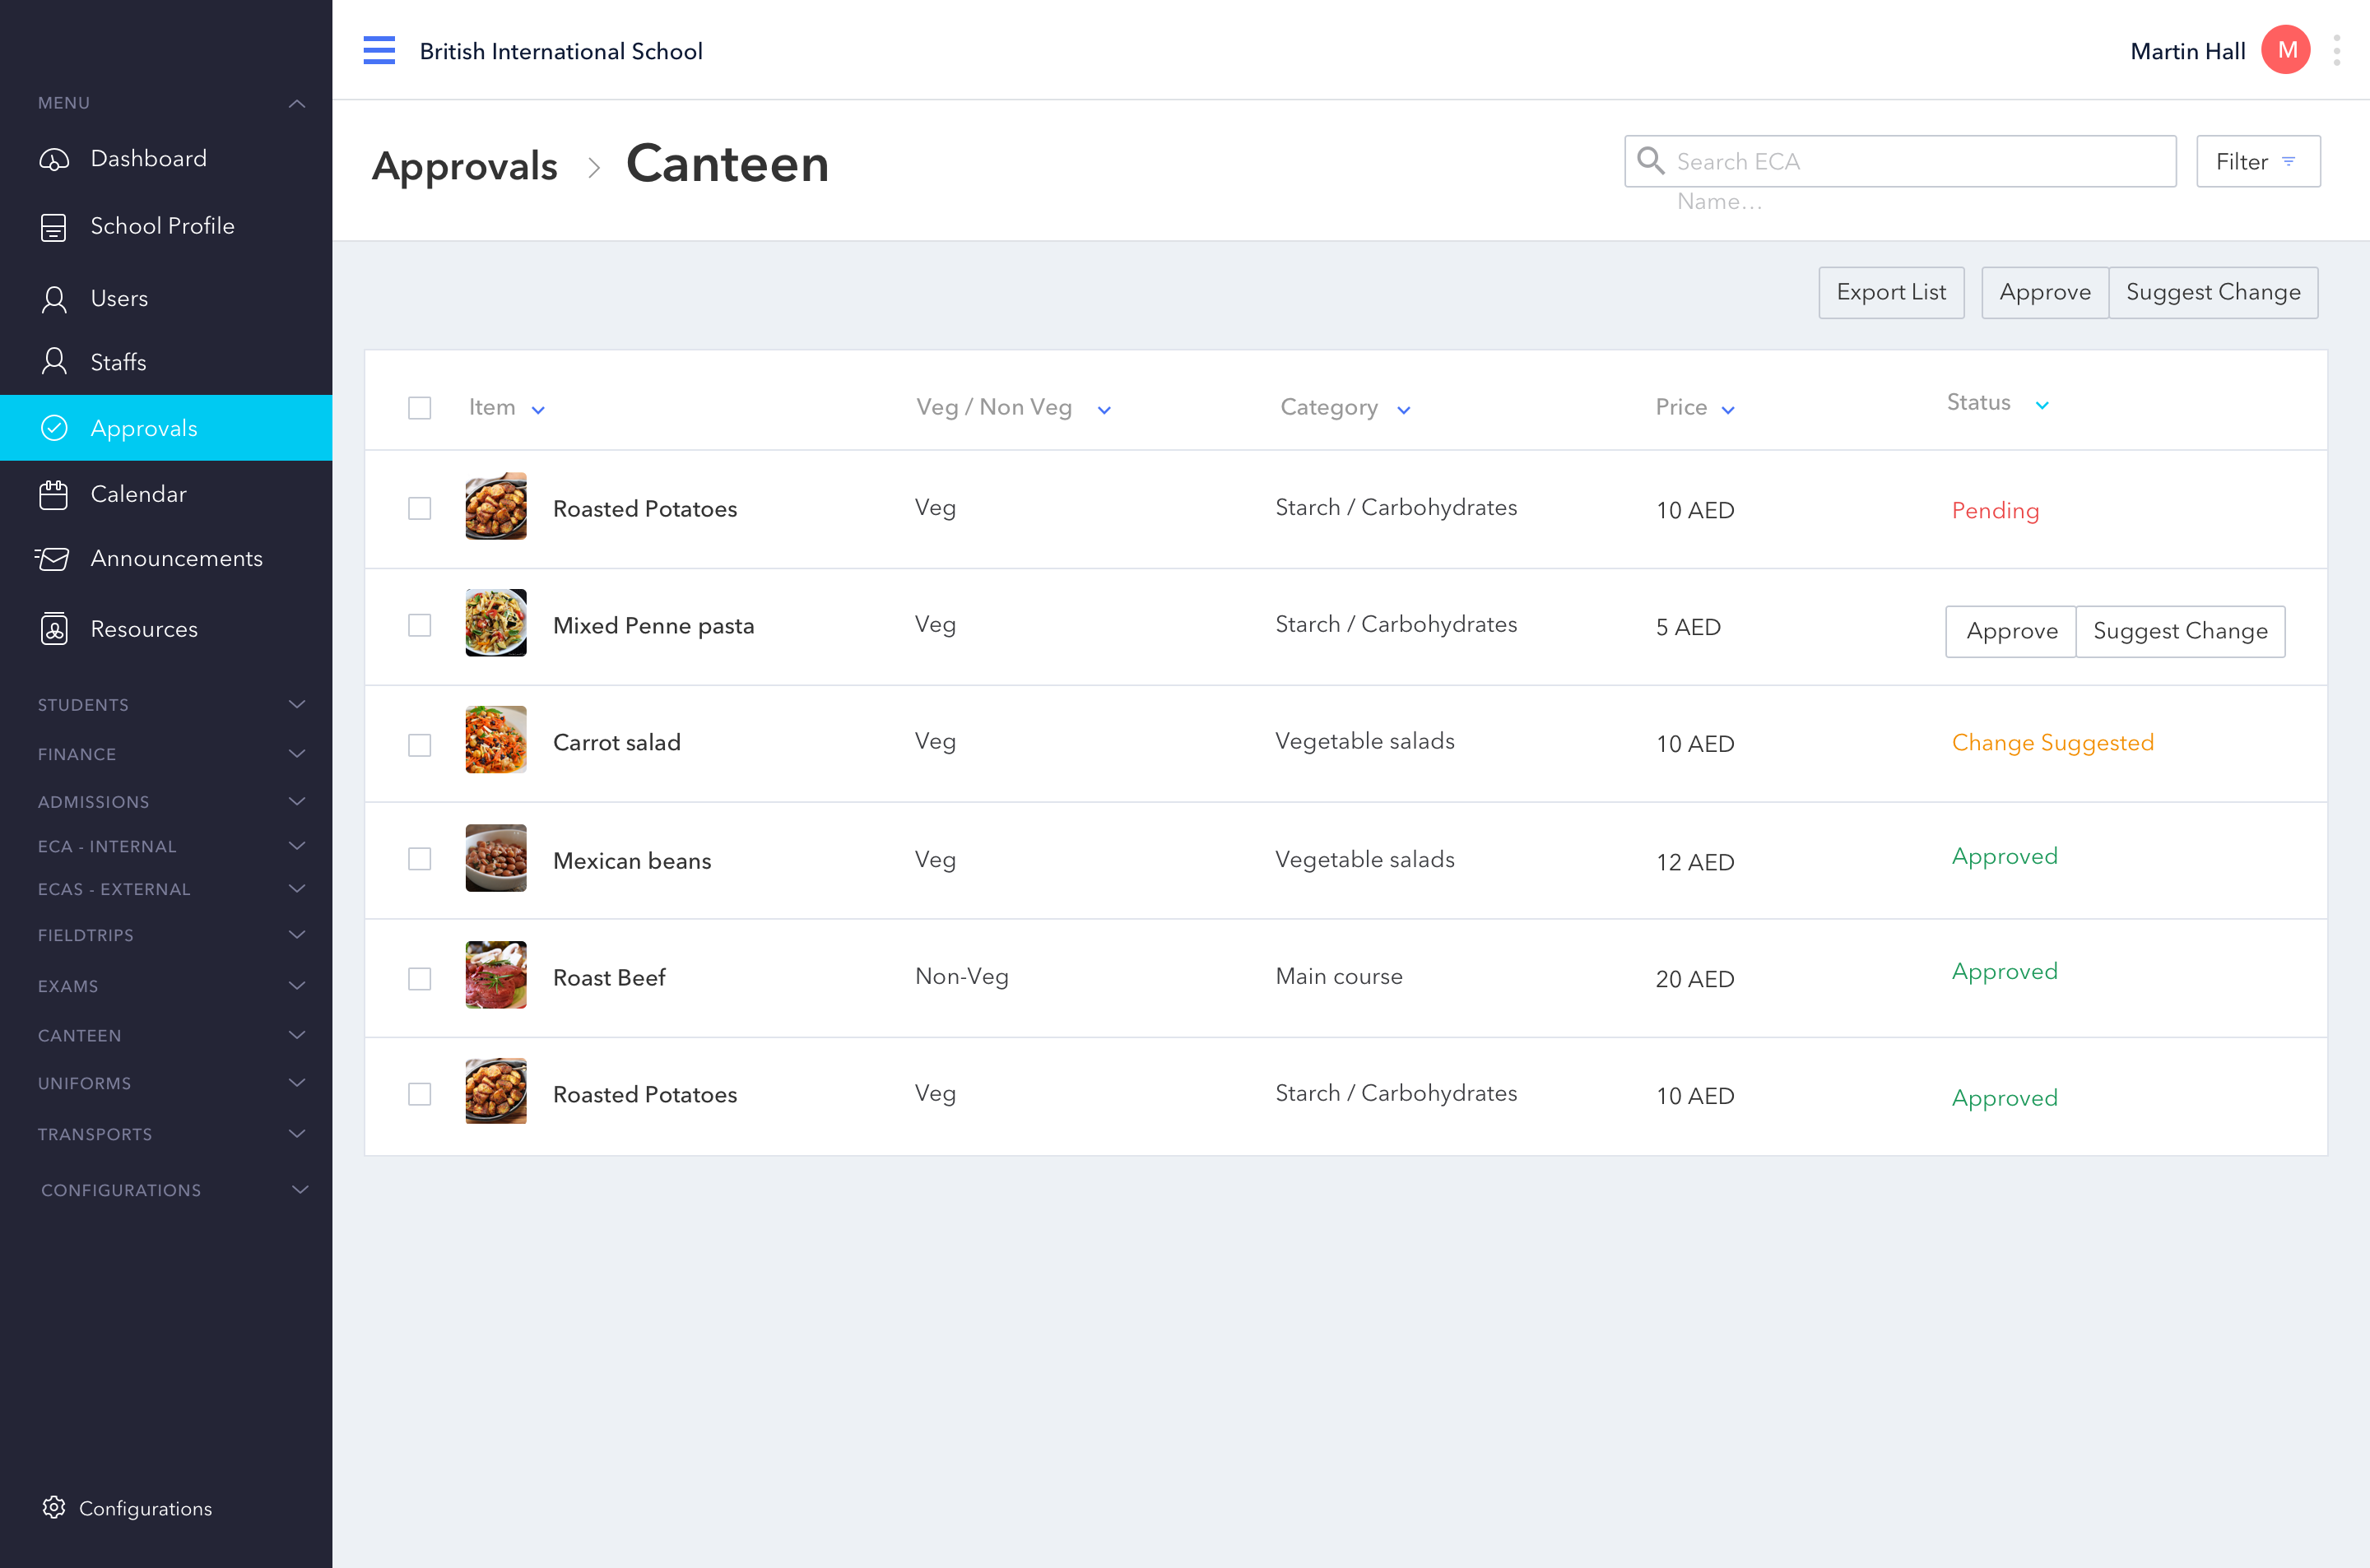 British International School
Martin Hall M
MENU
Dashboard
School Profile
Users
Staffs
Approvals
Calendar
Announcements
Resources
STUDENTS
FINANCE
ADMISSIONS
ECA - INTERNAL
ECAS - EXTERNAL
FIELDTRIPS
EXAMS
CANTEEN
UNIFORMS
TRANSPORTS
CONFIGURATIONS
Configurations
Approvals > Canteen
Search ECA
Name...
Filter
Export List Approve Suggest Change
Item Veg / Non Veg Category Price Status
Roasted Potatoes Veg Starch / Carbohydrates 10 AED Pending
Mixed Penne pasta Veg Starch / Carbohydrates 5 AED Approve Suggest Change
Carrot salad Veg Vegetable salads 10 AED Change Suggested
Mexican beans Veg Vegetable salads 12 AED Approved
Roast Beef Non-Veg Main course 20 AED Approved
Roasted Potatoes Veg Starch / Carbohydrates 10 AED Approved